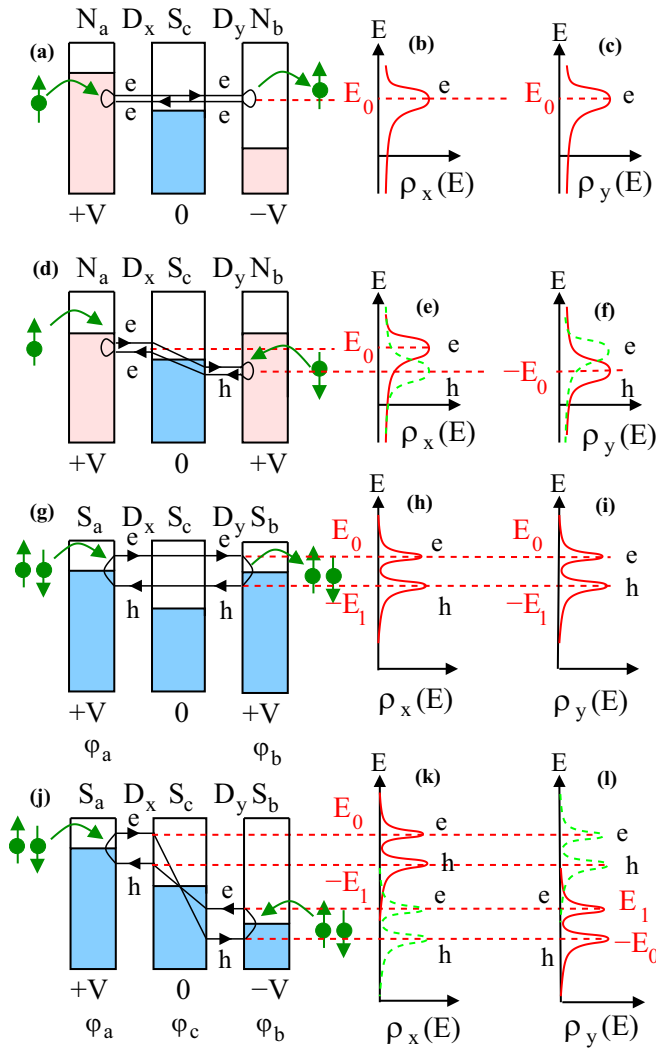 N_a D_x S_c D_y N_b
(a) e e e e
+V 0 −V
E (b)
E_0 e
ρ_x(E)
E (c)
E_0 e
ρ_y(E)
(d)
N_a D_x S_c D_y N_b
e e h
+V 0 +V
E (e)
E_0 e
h
ρ_x(E)
E (f)
e
−E_0 h
ρ_y(E)
(g)
S_a D_x S_c D_y S_b
e e
h h
+V 0 +V
φ_a φ_b
E (h)
E_0 e
−E_1 h
ρ_x(E)
E (i)
E_0 e
−E_1 h
ρ_y(E)
(j)
S_a D_x S_c D_y S_b
e
h e
h
+V 0 −V
φ_a φ_c φ_b
E (k)
E_0 e
−E_1 h
e
h
ρ_x(E)
E (l)
e
h
e E_1
h −E_0
ρ_y(E)